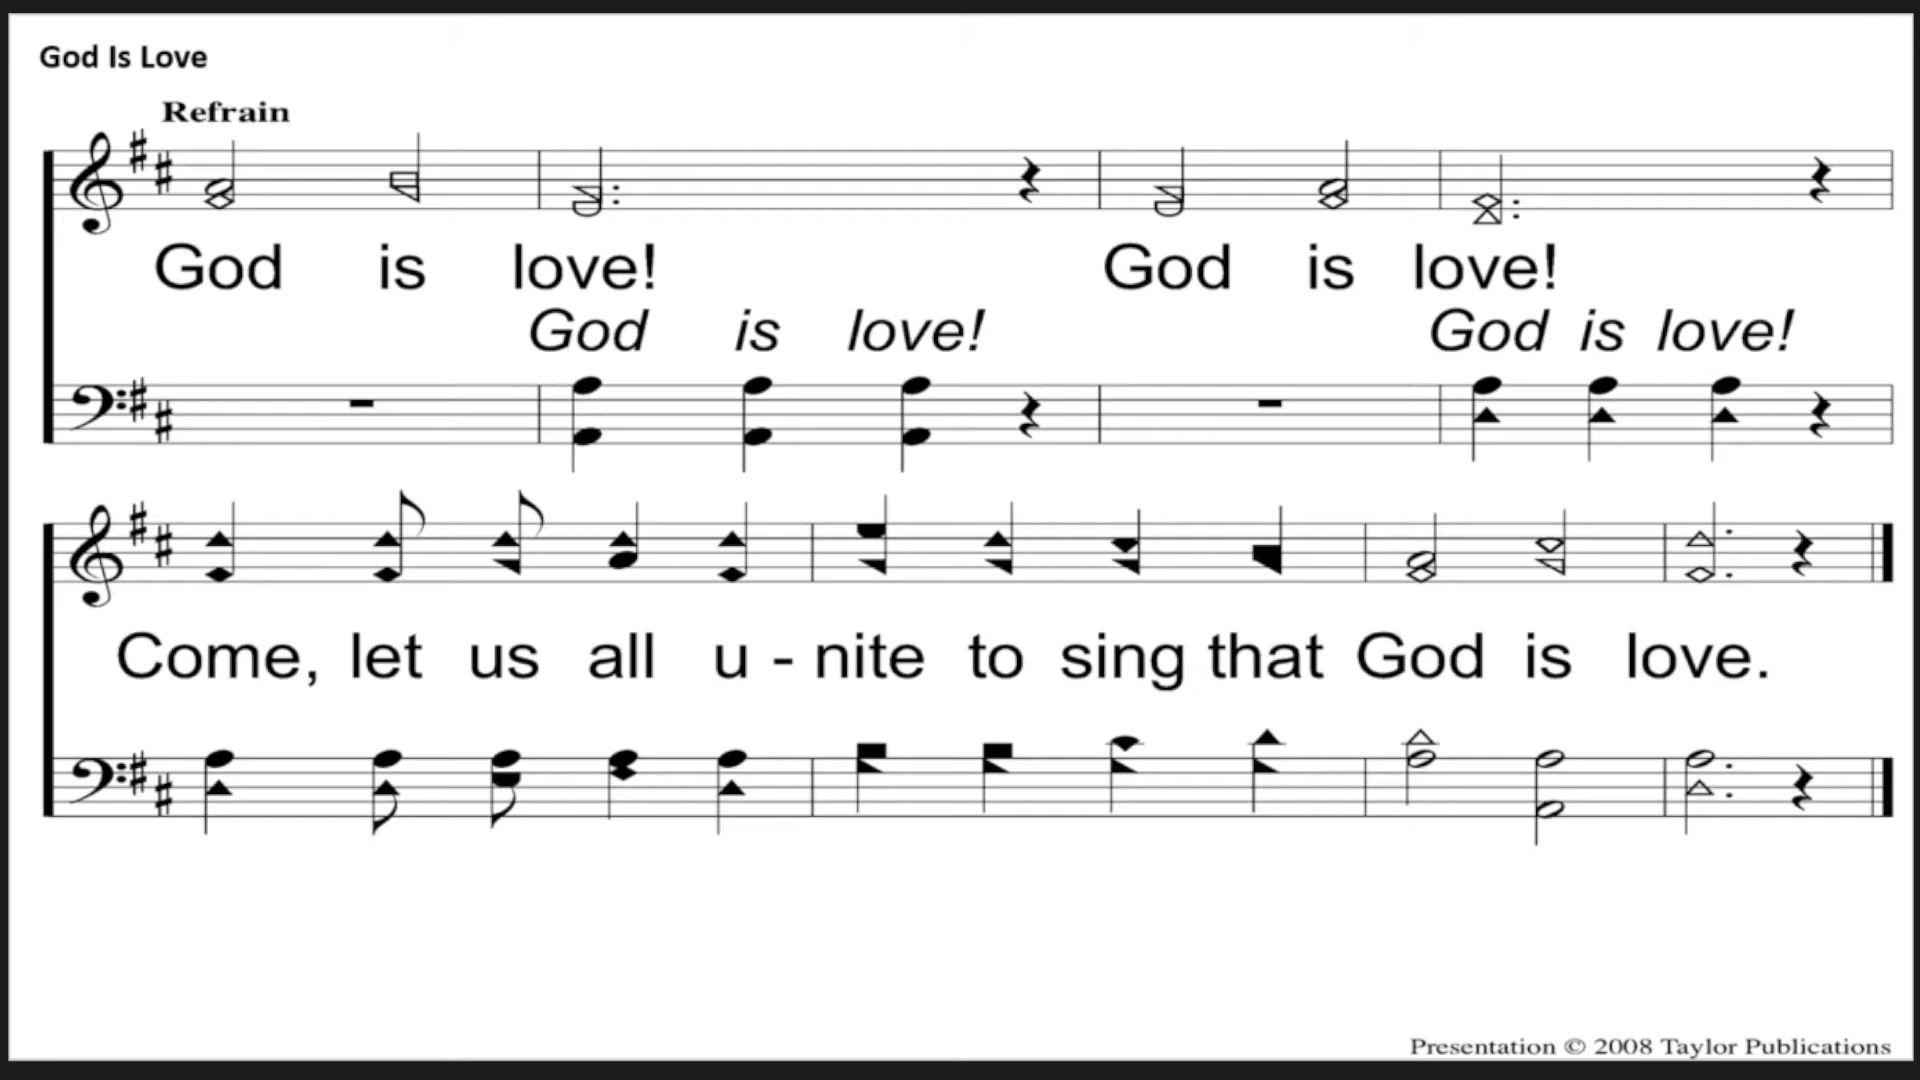 God Is Love
Refrain
God is love! God is love!
God is love! God is love!
Come, let us all u - nite to sing that God is love.
Presentation © 2008 Taylor Publications